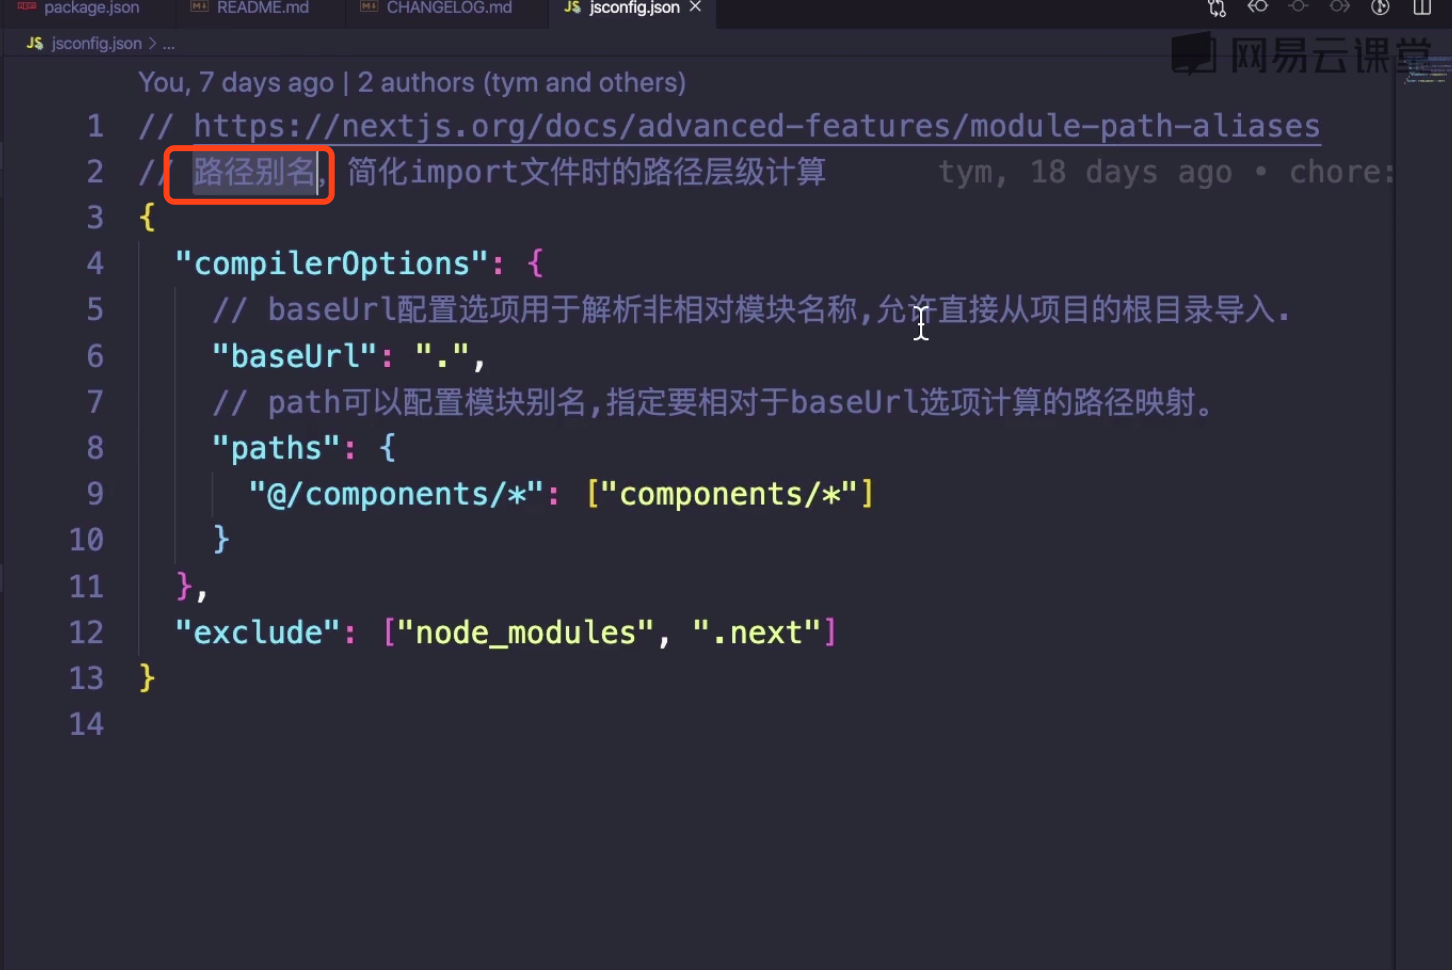 package.json README.md CHANGELOG.md JS jsconfig.json
JS jsconfig.json > ...
网易云课堂
You, 7 days ago | 2 authors (tym and others)
1 // https://nextjs.org/docs/advanced-features/module-path-aliases
2 // 路径别名, 简化import文件时的路径层级计算 tym, 18 days ago • chore:
3 {
4 "compilerOptions": {
5 // baseUrl配置选项用于解析非相对模块名称,允许直接从项目的根目录导入.
6 "baseUrl": ".",
7 // path可以配置模块别名,指定要相对于baseUrl选项计算的路径映射。
8 "paths": {
9 "@/components/*": ["components/*"]
10 }
11 },
12 "exclude": ["node_modules", ".next"]
13 }
14